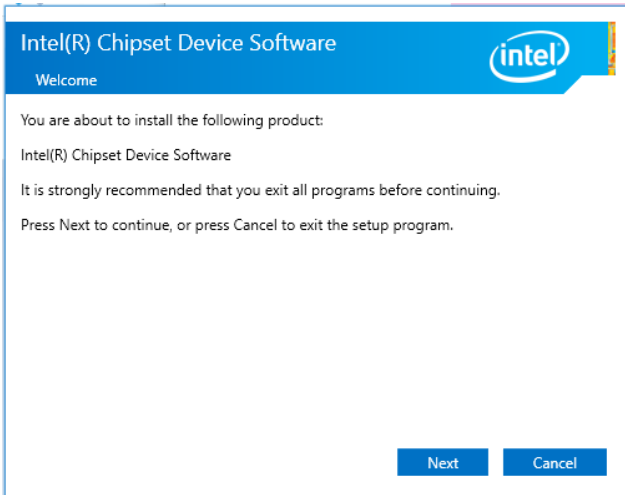 Intel(R) Chipset Device Software
intel
Welcome
You are about to install the following product:
Intel(R) Chipset Device Software
It is strongly recommended that you exit all programs before continuing.
Press Next to continue, or press Cancel to exit the setup program.
Next
Cancel